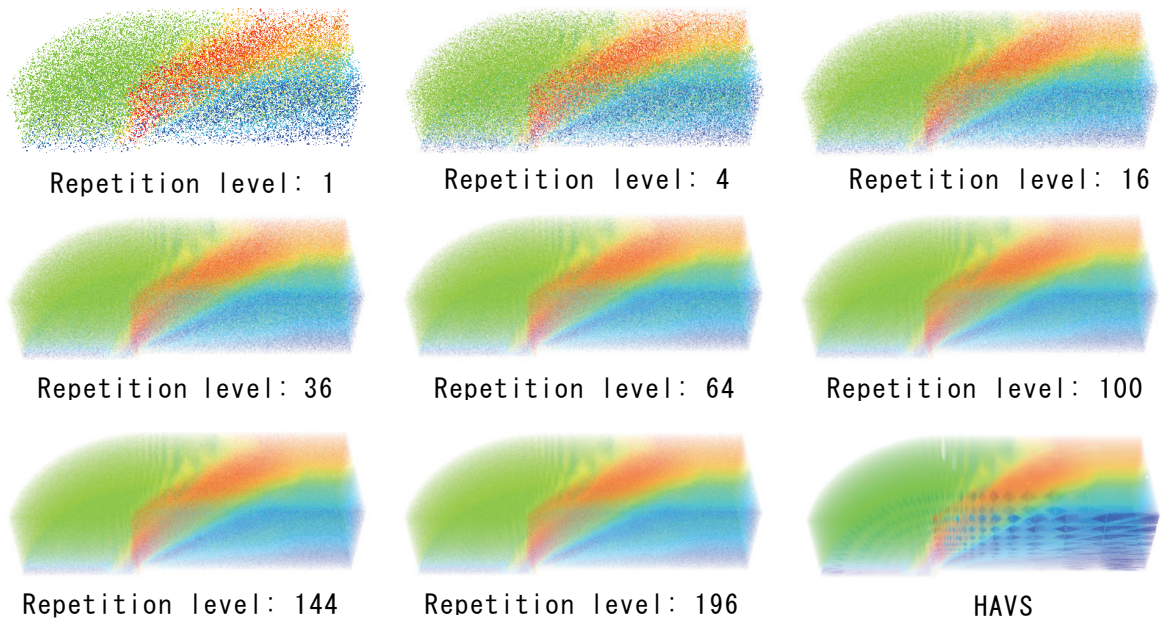 Repetition level: 1
Repetition level: 4
Repetition level: 16
Repetition level: 36
Repetition level: 64
Repetition level: 100
Repetition level: 144
Repetition level: 196
HAVS